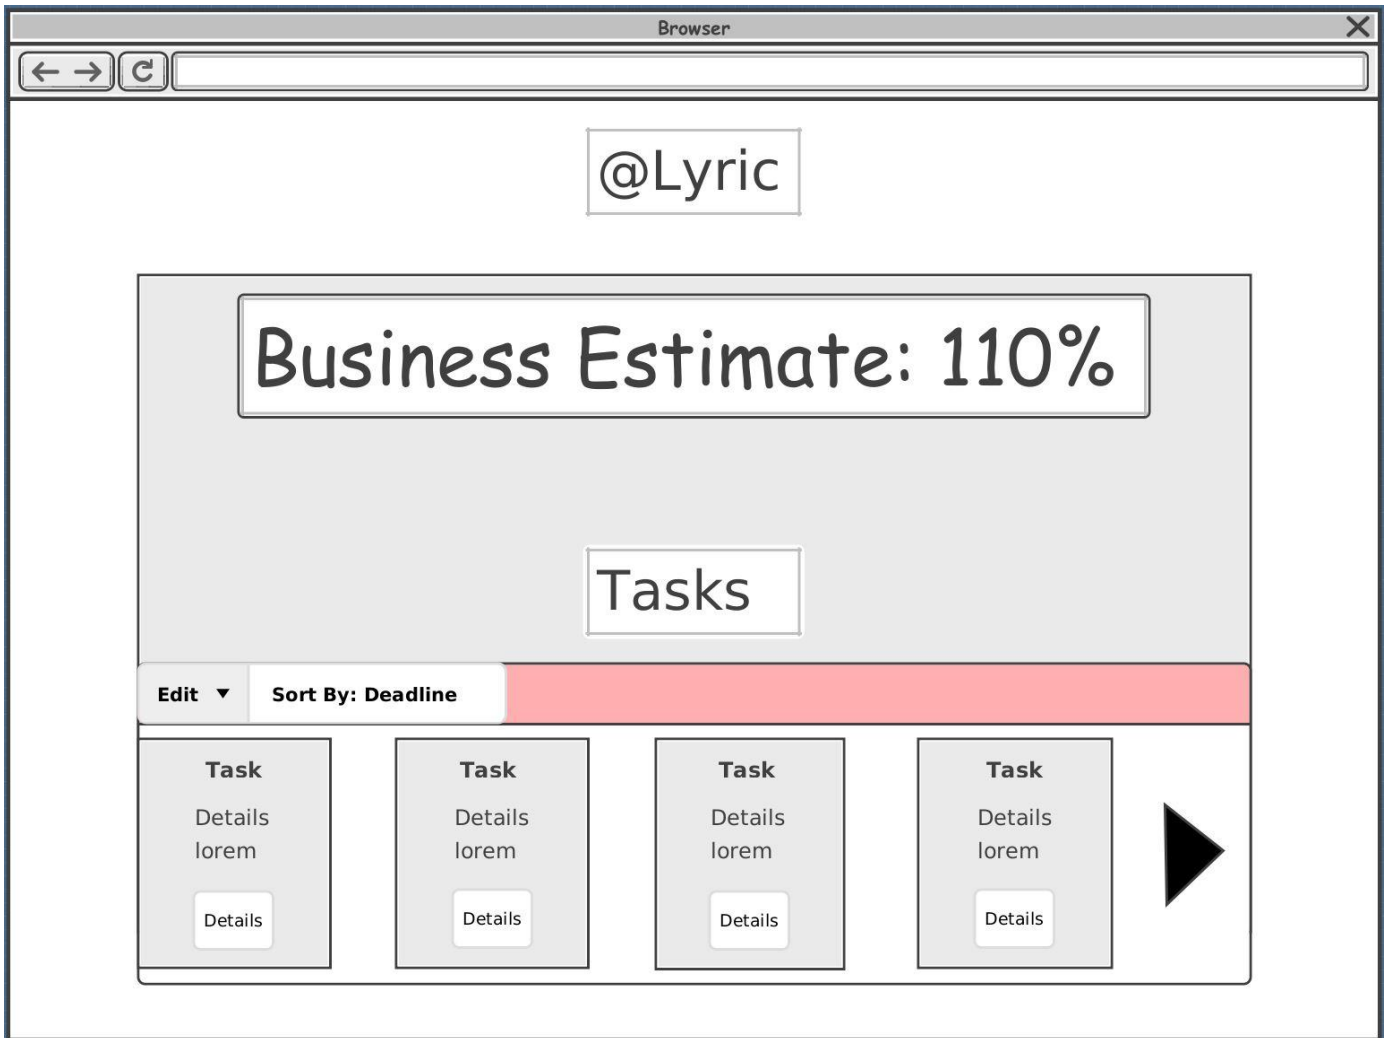 Browser
@Lyric
Business Estimate: 110%
Tasks
Edit Sort By: Deadline
Task
Details
lorem
Details
Task
Details
lorem
Details
Task
Details
lorem
Details
Task
Details
lorem
Details